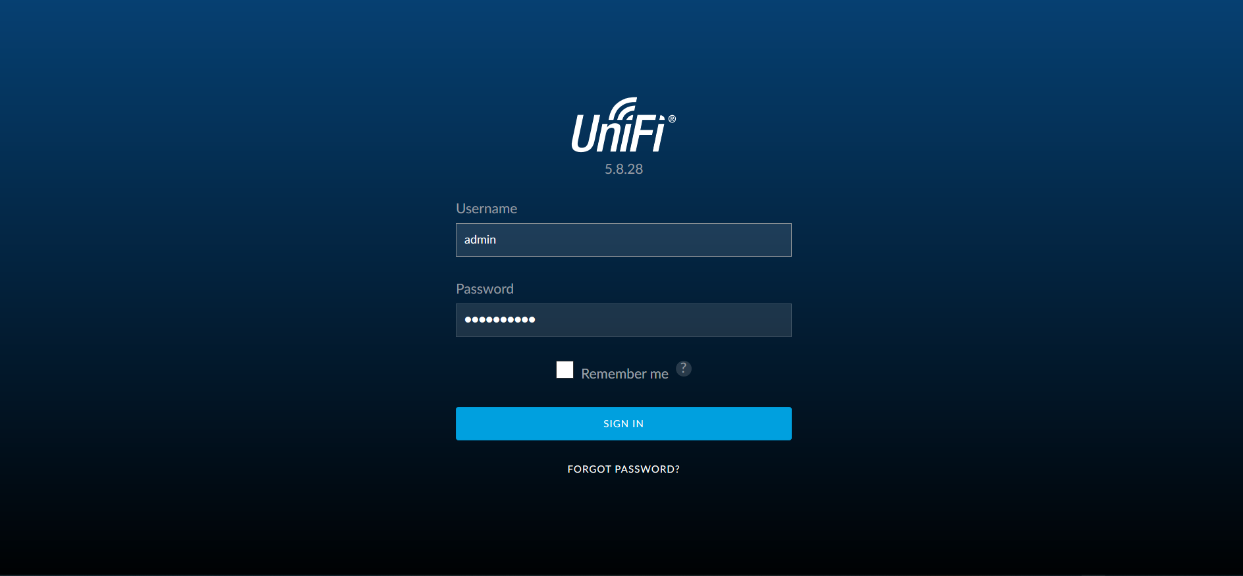 UniFi®
5.8.28
Username
admin
Password
••••••••••
Remember me ?
SIGN IN
FORGOT PASSWORD?